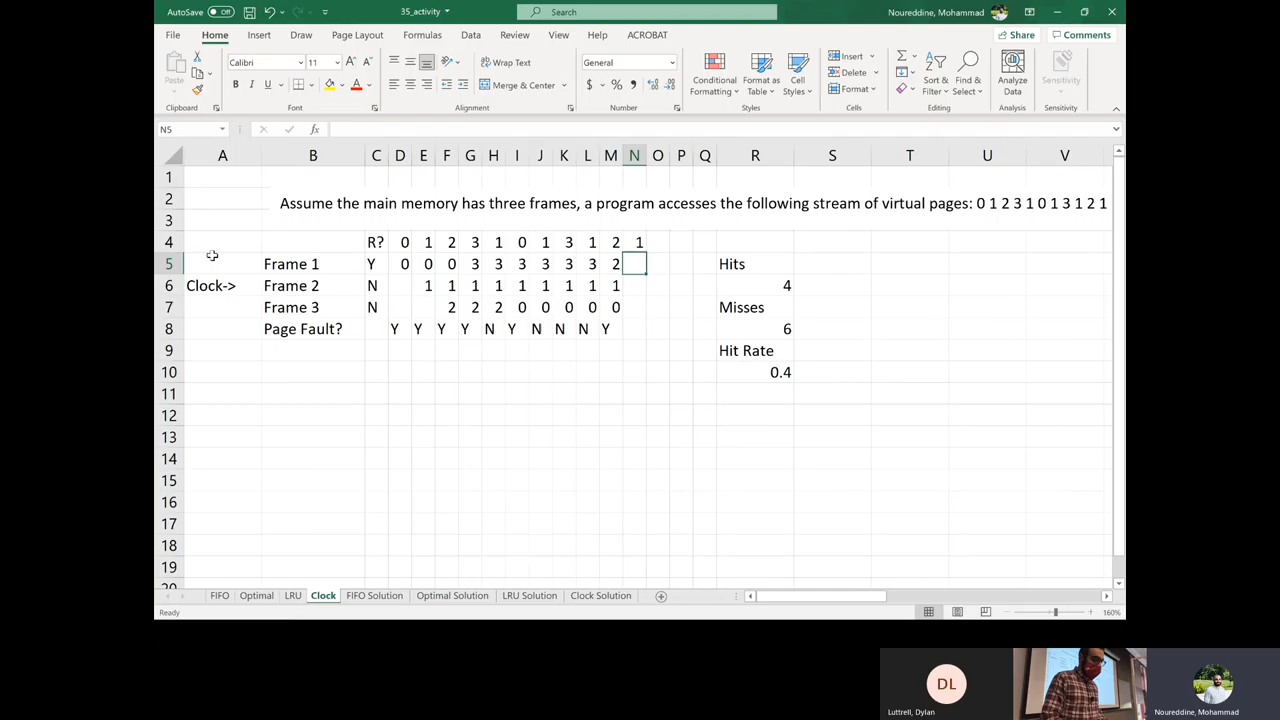 AutoSave Off 35_activity Search Noureddine, Mohammad
File Home Insert Draw Page Layout Formulas Data Review View Help ACROBAT Share Comments
Paste Calibri 11 Wrap Text General Conditional Formatting Format as Table Cell Styles Insert Sort & Filter Find & Select Analyze Data Sensitivity
B I U A Merge & Center $ % Delete
Format
Clipboard Font Alignment Number Styles Cells Editing Analysis Sensitivity
N5 fx
A B C D E F G H I J K L M N O P Q R S T U V
1
2 Assume the main memory has three frames, a program accesses the following stream of virtual pages: 0 1 2 3 1 0 1 3 1 2 1
3
4 R? 0 1 2 3 1 0 1 3 1 2 1
5 Frame 1 Y 0 0 0 3 3 3 3 3 3 2 Hits
6 Clock-> Frame 2 N 1 1 1 1 1 1 1 1 1 4
7 Frame 3 N 2 2 2 0 0 0 0 0 Misses
8 Page Fault? Y Y Y Y N Y N N N Y 6
9 Hit Rate
10 0.4
11
12
13
14
15
16
17
18
19
20
FIFO Optimal LRU Clock FIFO Solution Optimal Solution LRU Solution Clock Solution
Ready 160%
DL
Luttrell, Dylan Noureddine, Mohammad